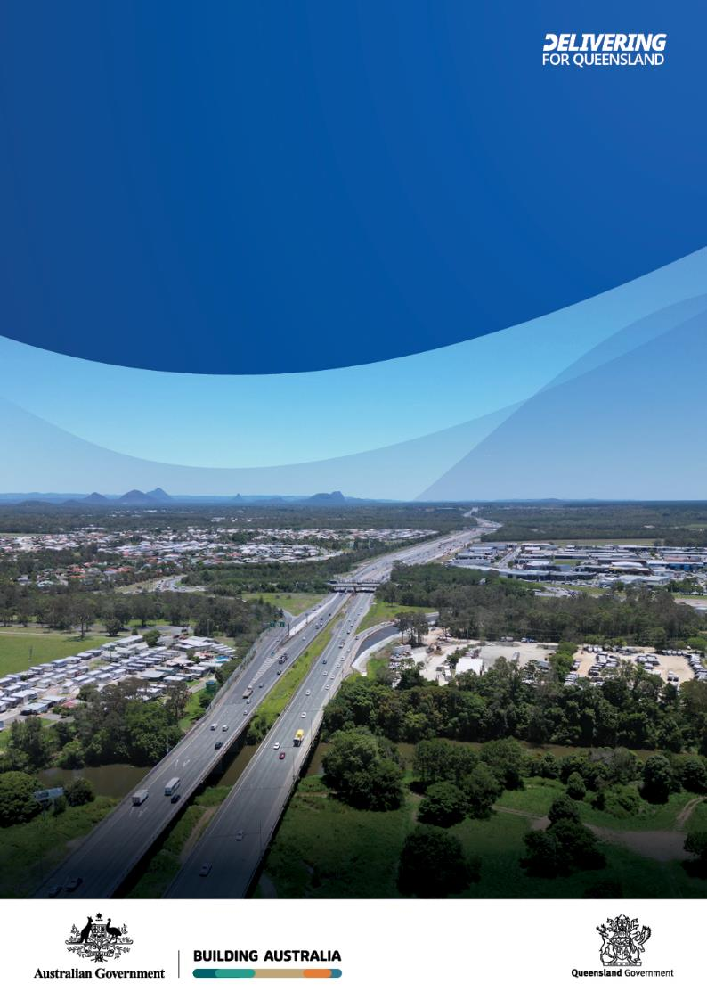 DELIVERING
FOR QUEENSLAND
Australian Government
BUILDING AUSTRALIA
Queensland Government